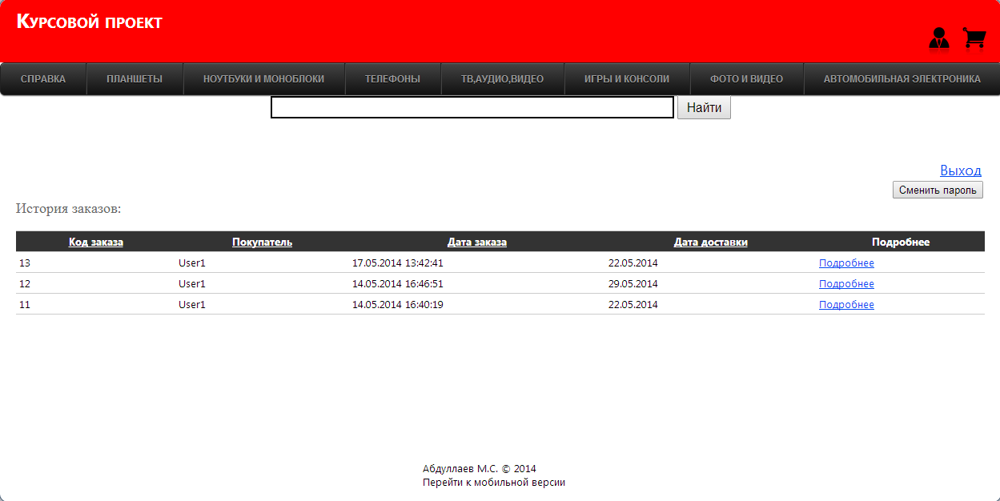 Курсовой проект
СПРАВКА ПЛАНШЕТЫ НОУТБУКИ И МОНОБЛОКИ ТЕЛЕФОНЫ ТВ,АУДИО,ВИДЕО ИГРЫ И КОНСОЛИ ФОТО И ВИДЕО АВТОМОБИЛЬНАЯ ЭЛЕКТРОНИКА
Найти
Выход
Сменить пароль
История заказов:
Код заказа Покупатель Дата заказа Дата доставки Подробнее
13 User1 17.05.2014 13:42:41 22.05.2014 Подробнее
12 User1 14.05.2014 16:46:51 29.05.2014 Подробнее
11 User1 14.05.2014 16:40:19 22.05.2014 Подробнее
Абдуллаев М.С. © 2014
Перейти к мобильной версии